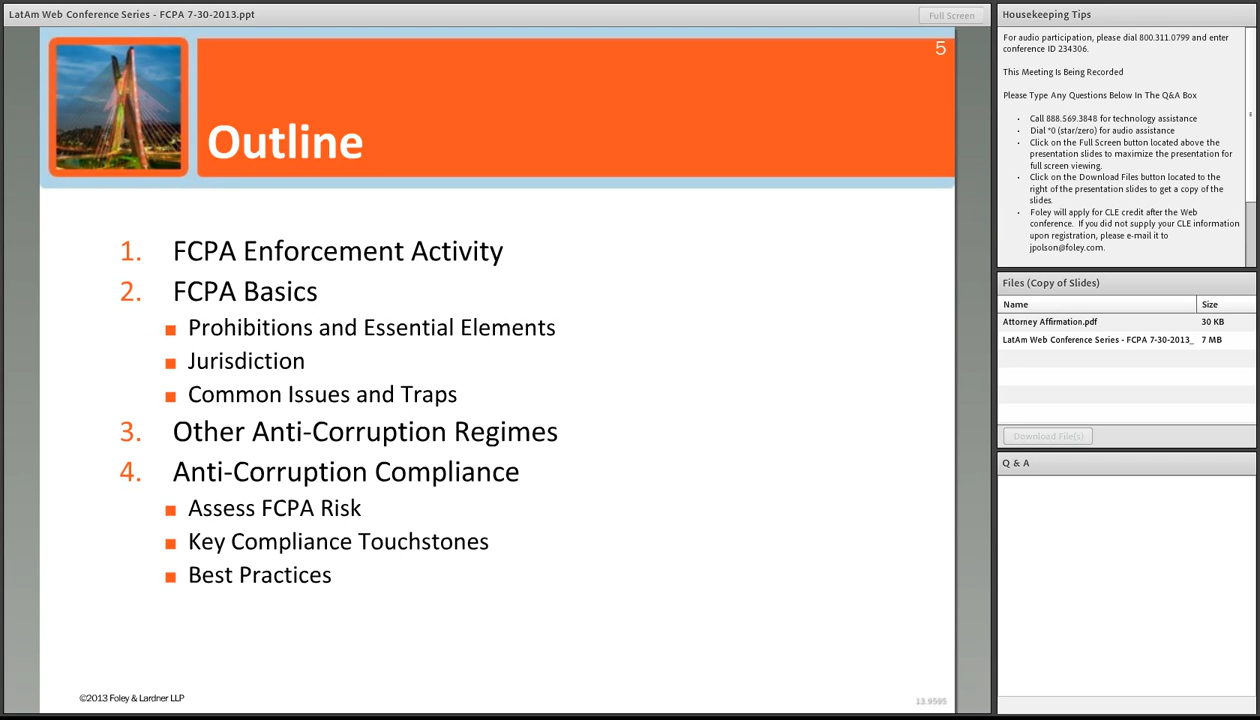 LatAm Web Conference Series - FCPA 7-30-2013.ppt
Full Screen
5
Outline
1. FCPA Enforcement Activity
2. FCPA Basics
■ Prohibitions and Essential Elements
■ Jurisdiction
■ Common Issues and Traps
3. Other Anti-Corruption Regimes
4. Anti-Corruption Compliance
■ Assess FCPA Risk
■ Key Compliance Touchstones
■ Best Practices
©2013 Foley & Lardner LLP
13.9595
Housekeeping Tips
For audio participation, please dial 800.311.0799 and enter
conference ID 234306.
This Meeting Is Being Recorded
Please Type Any Questions Below In The Q&A Box
· Call 888.569.3848 for technology assistance
· Dial *0 (star/zero) for audio assistance
· Click on the Full Screen button located above the
presentation slides to maximize the presentation for
full screen viewing.
· Click on the Download Files button located to the
right of the presentation slides to get a copy of the
slides.
· Foley will apply for CLE credit after the Web
conference. If you did not supply your CLE information
upon registration, please e-mail it to
jpolson@foley.com.
Files (Copy of Slides)
Name Size
Attorney Affirmation.pdf 30 KB
LatAm Web Conference Series - FCPA 7-30-2013_ 7 MB
Download File(s)
Q & A